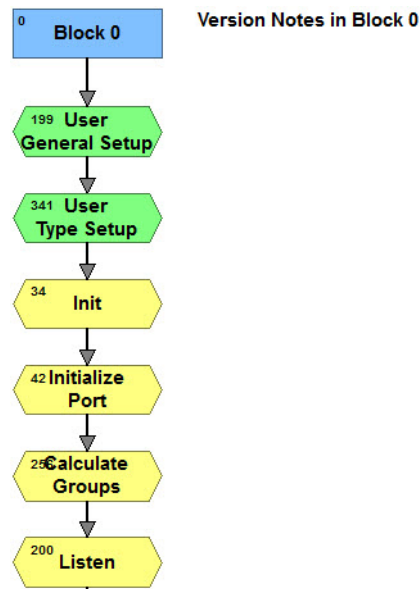 0
Block 0
Version Notes in Block 0
199 User
General Setup
341 User
Type Setup
34
Init
42 Initialize
Port
Calculate
Groups
200
Listen